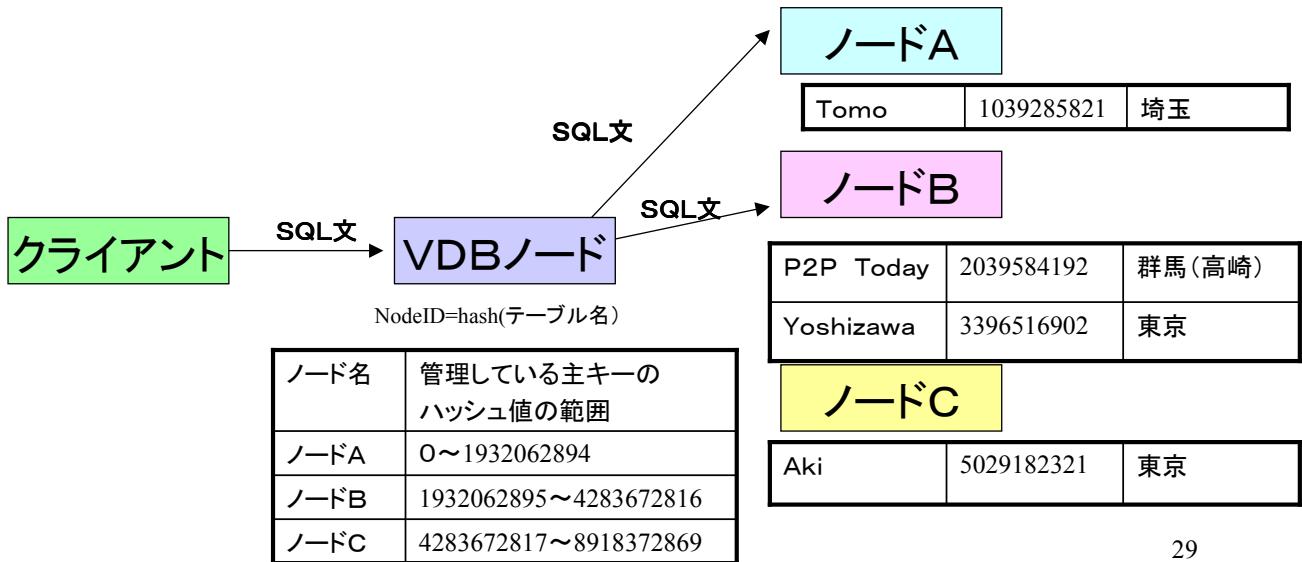 ノードA
Tomo 1039285821 埼玉
SQL文
ノードB
SQL文
SQL文
クライアント
VDBノード
P2P Today 2039584192 群馬(高崎)
NodeID=hash(テーブル名)
Yoshizawa 3396516902 東京
ノード名 管理している主キーの
ハッシュ値の範囲
ノードC
ノードA 0~1932062894
Aki 5029182321 東京
ノードB 1932062895~4283672816
ノードC 4283672817~8918372869
29